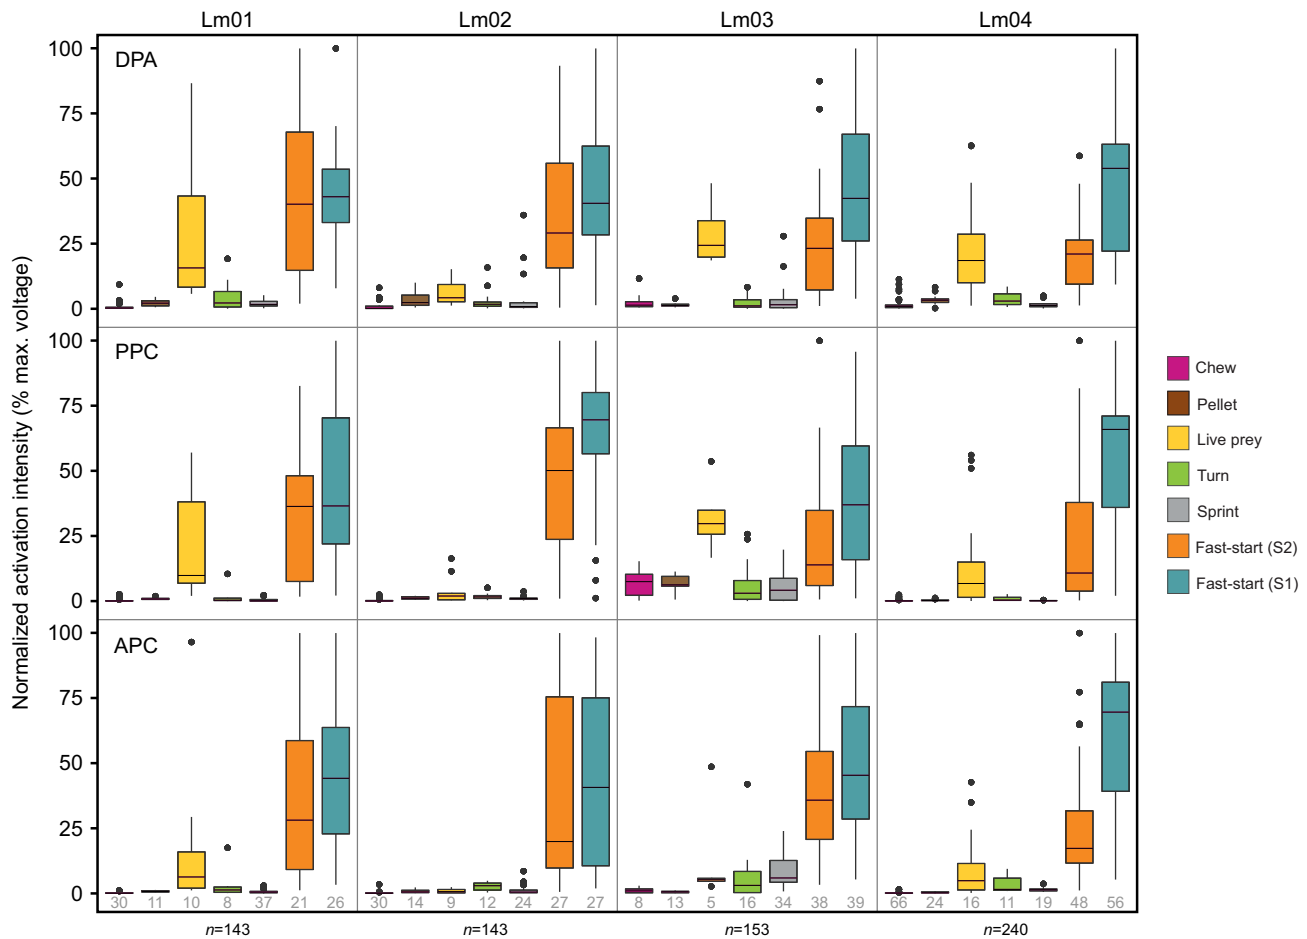 Lm01 Lm02 Lm03 Lm04
Normalized activation intensity (% max. voltage)
DPA
100
75
50
25
0
PPC
100
75
50
25
0
APC
100
75
50
25
0
30 11 10 8 37 21 26 30 14 9 12 24 27 27 8 13 5 16 34 38 39 66 24 16 11 19 48 56
n=143 n=143 n=153 n=240
Chew
Pellet
Live prey
Turn
Sprint
Fast-start (S2)
Fast-start (S1)